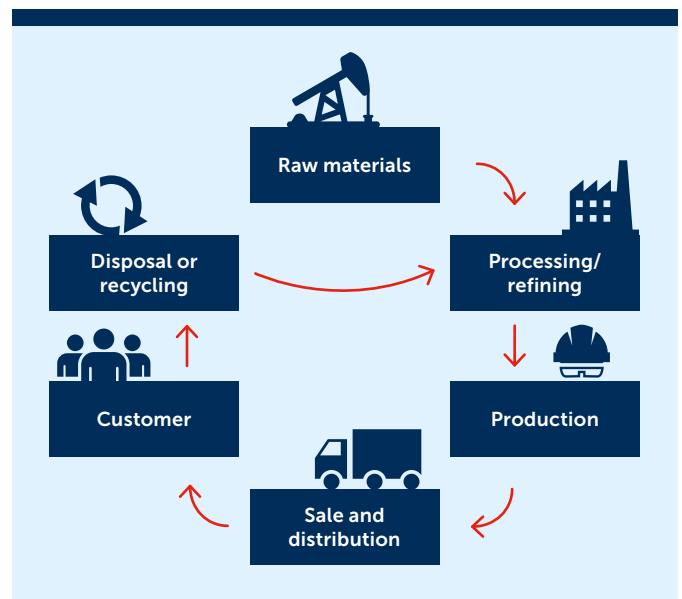 Raw materials
Disposal or
recycling
Processing/
refining
Customer
Production
Sale and
distribution